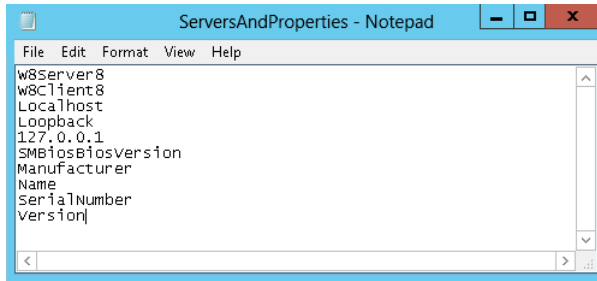 ServersAndProperties - Notepad
File Edit Format View Help
W8Server8
W8Client8
Localhost
Loopback
127.0.0.1
SMBiosBiosVersion
Manufacturer
Name
SerialNumber
Version